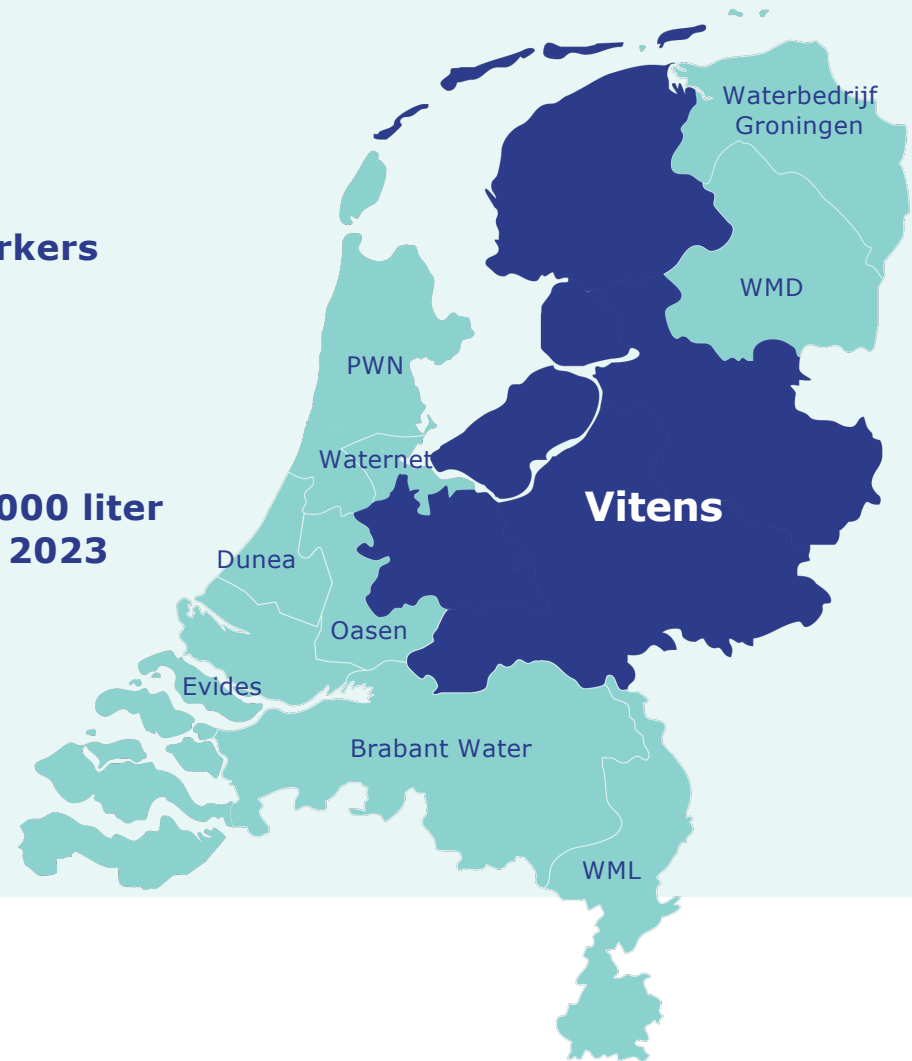 Waterbedrijf
Groningen
rkers
WMD
PWN
Waternet
000 liter
2023
Vitens
Dunea
Oasen
Evides
Brabant Water
WML